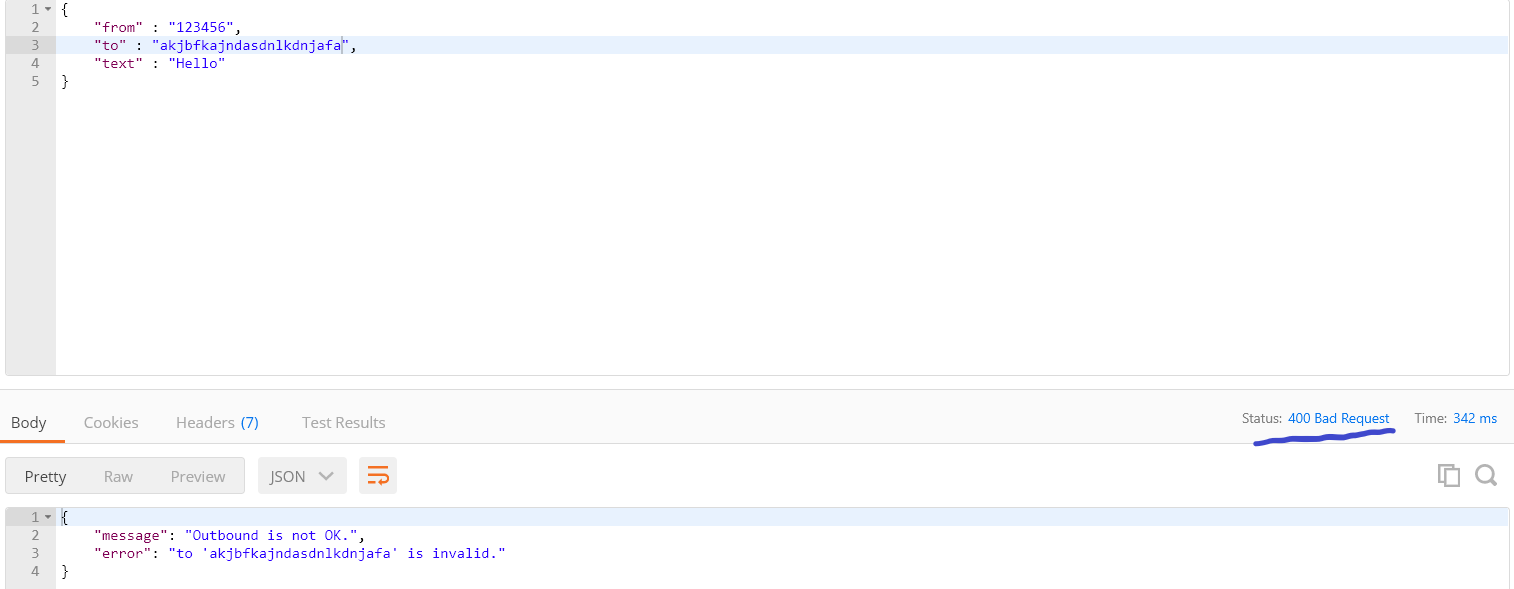 1 {
2 "from" : "123456",
3 "to" : "akjbfkajndasdnlkdnjafa",
4 "text" : "Hello"
5 }
Body Cookies Headers (7) Test Results Status: 400 Bad Request Time: 342 ms
Pretty Raw Preview JSON
1 {
2 "message": "Outbound is not OK.",
3 "error": "to 'akjbfkajndasdnlkdnjafa' is invalid."
4 }